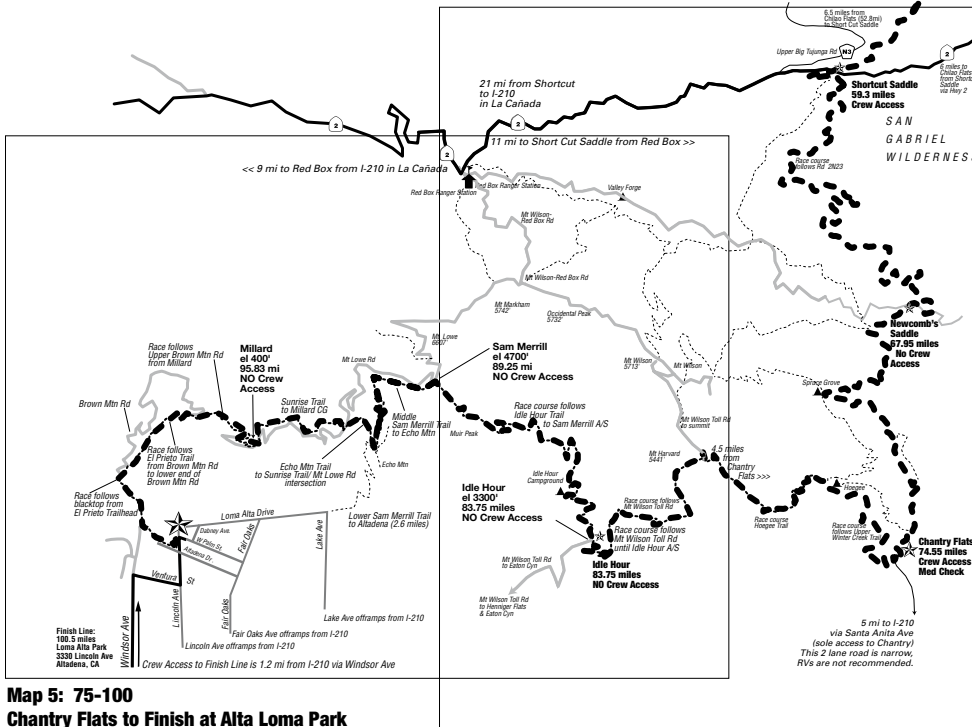 6.5 miles from
Chilao Flats (52.8mi)
to Short Cut Saddle
Upper Big Tujunga Rd
N3
2
6 miles to
Chilao Flats
from Short
Saddle
via Hwy 2
Shortcut Saddle
59.3 miles
Crew Access
SAN
GABRIEL
WILDERNESS
21 mi from Shortcut
to I-210
in La Cañada
2
2
2
11 mi to Short Cut Saddle from Red Box >>
<< 9 mi to Red Box from I-210 in La Cañada
Red Box Ranger Station
Red Box Ranger Station
Valley Forge
Race course
follows Rd 2N23
Mt Wilson-
Red Box Rd
Mt Wilson-Red Box Rd
Mt Markham
5742'
Occidental Peak
5732'
Mt. Lowe
Newcomb's
Saddle
67.95 miles
No Crew
Access
Race follows
Upper Brown Mtn Rd
from Millard
Millard
el 400'
95.83 mi
NO Crew
Access
Mt Lowe Rd
Sam Merrill
el 4700'
89.25 mi
NO Crew
Access
Mt Wilson
5713'
Mt Wilson
Spruce Grove
Brown Mtn Rd
Sunrise Trail
to Millard CG
Middle
Sam Merrill Trail
to Echo Mtn
Race course follows
Idle Hour Trail
to Sam Merrill A/S
Mt Wilson Toll Rd
to summit
Muir Peak
Race follows
El Prieto Trail
from Brown Mtn Rd
to lower end of
Brown Mtn Rd
Echo Mtn
Echo Mtn Trail
to Sunrise Trail/ Mt Lowe Rd
intersection
Mt Harvard
5441'
4.5 miles
from
Chantry
Flats >>>
Idle Hour
Campground
Hoegee
Race follows
blacktop from
El Prieto Trailhead
Idle Hour
el 3300'
83.75 miles
NO Crew Access
Race course follows
Mt Wilson Toll Rd
Race course
Hoegee Trail
Race course
follows Upper
Winter Creek Trail
Loma Alta Drive
Lower Sam Merrill Trail
to Altadena (2.6 miles)
Dabney Ave.
W Palm St
Altadena Dr.
Fair Oaks
Lake Ave
Race course follows
Mt Wilson Toll Rd
until Idle Hour A/S
Chantry Flats
74.55 miles
Crew Access
Med Check
Mt Wilson Toll Rd
to Eaton Cyn
Idle Hour
83.75 miles
NO Crew Access
Ventura St
Lincoln Ave
Fair Oaks
Mt Wilson Toll Rd
to Henniger Flats
& Eaton Cyn
Lake Ave offramps from I-210
Fair Oaks Ave offramps from I-210
Lincoln Ave offramps from I-210
Windsor Ave
Finish Line:
100.5 miles
Loma Alta Park
3330 Lincoln Ave
Altadena, CA
Crew Access to Finish Line is 1.2 mi from I-210 via Windsor Ave
5 mi to I-210
via Santa Anita Ave
(sole access to Chantry)
This 2 lane road is narrow,
RVs are not recommended.
Map 5: 75-100
Chantry Flats to Finish at Alta Loma Park